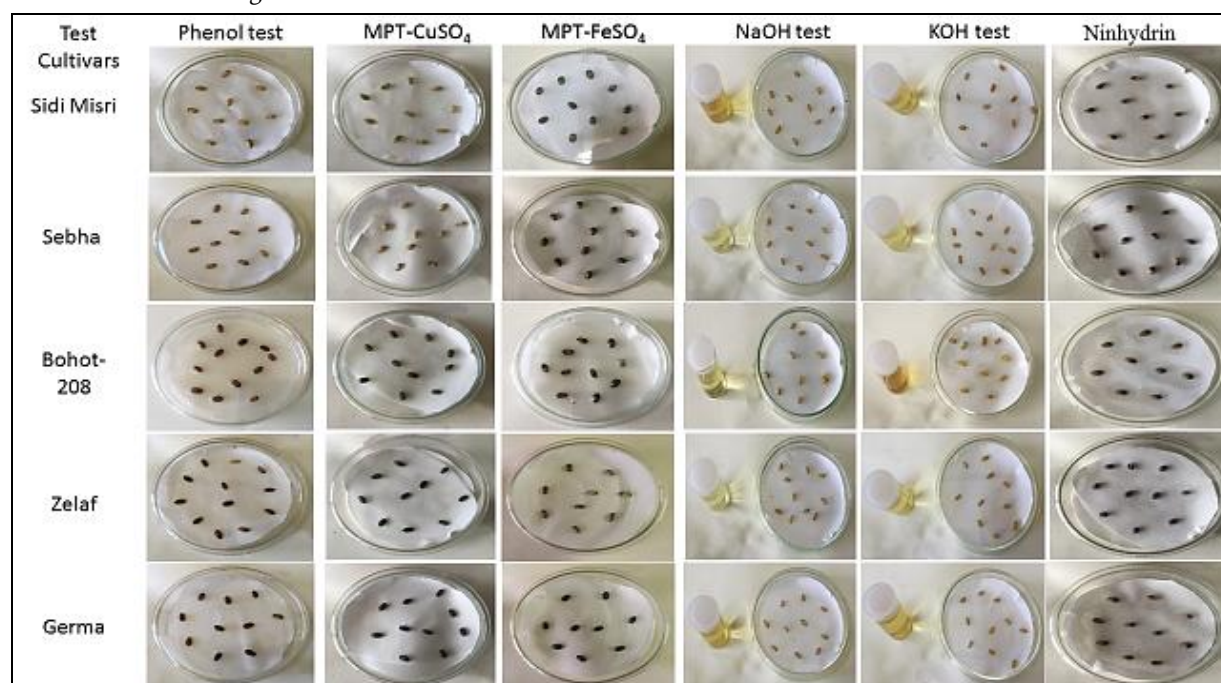 Test
Cultivars
Phenol test
MPT-CuSO₄
MPT-FeSO₄
NaOH test
KOH test
Ninhydrin
Sidi Misri
Sebha
Bohot-
208
Zelaf
Germa